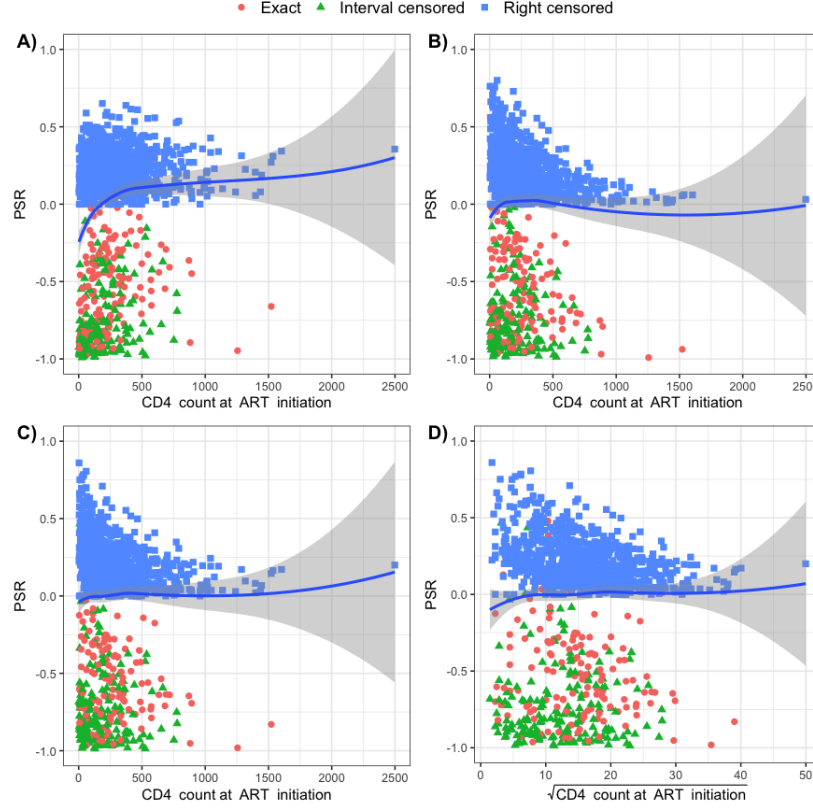 Exact Interval censored Right censored
A) B)
1.0 1.0
0.5 0.5
PSR 0.0 PSR 0.0
-0.5 -0.5
-1.0 -1.0
0 500 1000 1500 2000 2500 0 500 1000 1500 2000 250
CD4 count at ART initiation CD4 count at ART initiation
C) D)
1.0 1.0
0.5 0.5
PSR 0.0 PSR 0.0
-0.5 -0.5
-1.0 -1.0
0 500 1000 1500 2000 2500 0 10 20 30 40 50
CD4 count at ART initiation √CD4 count at ART initiation